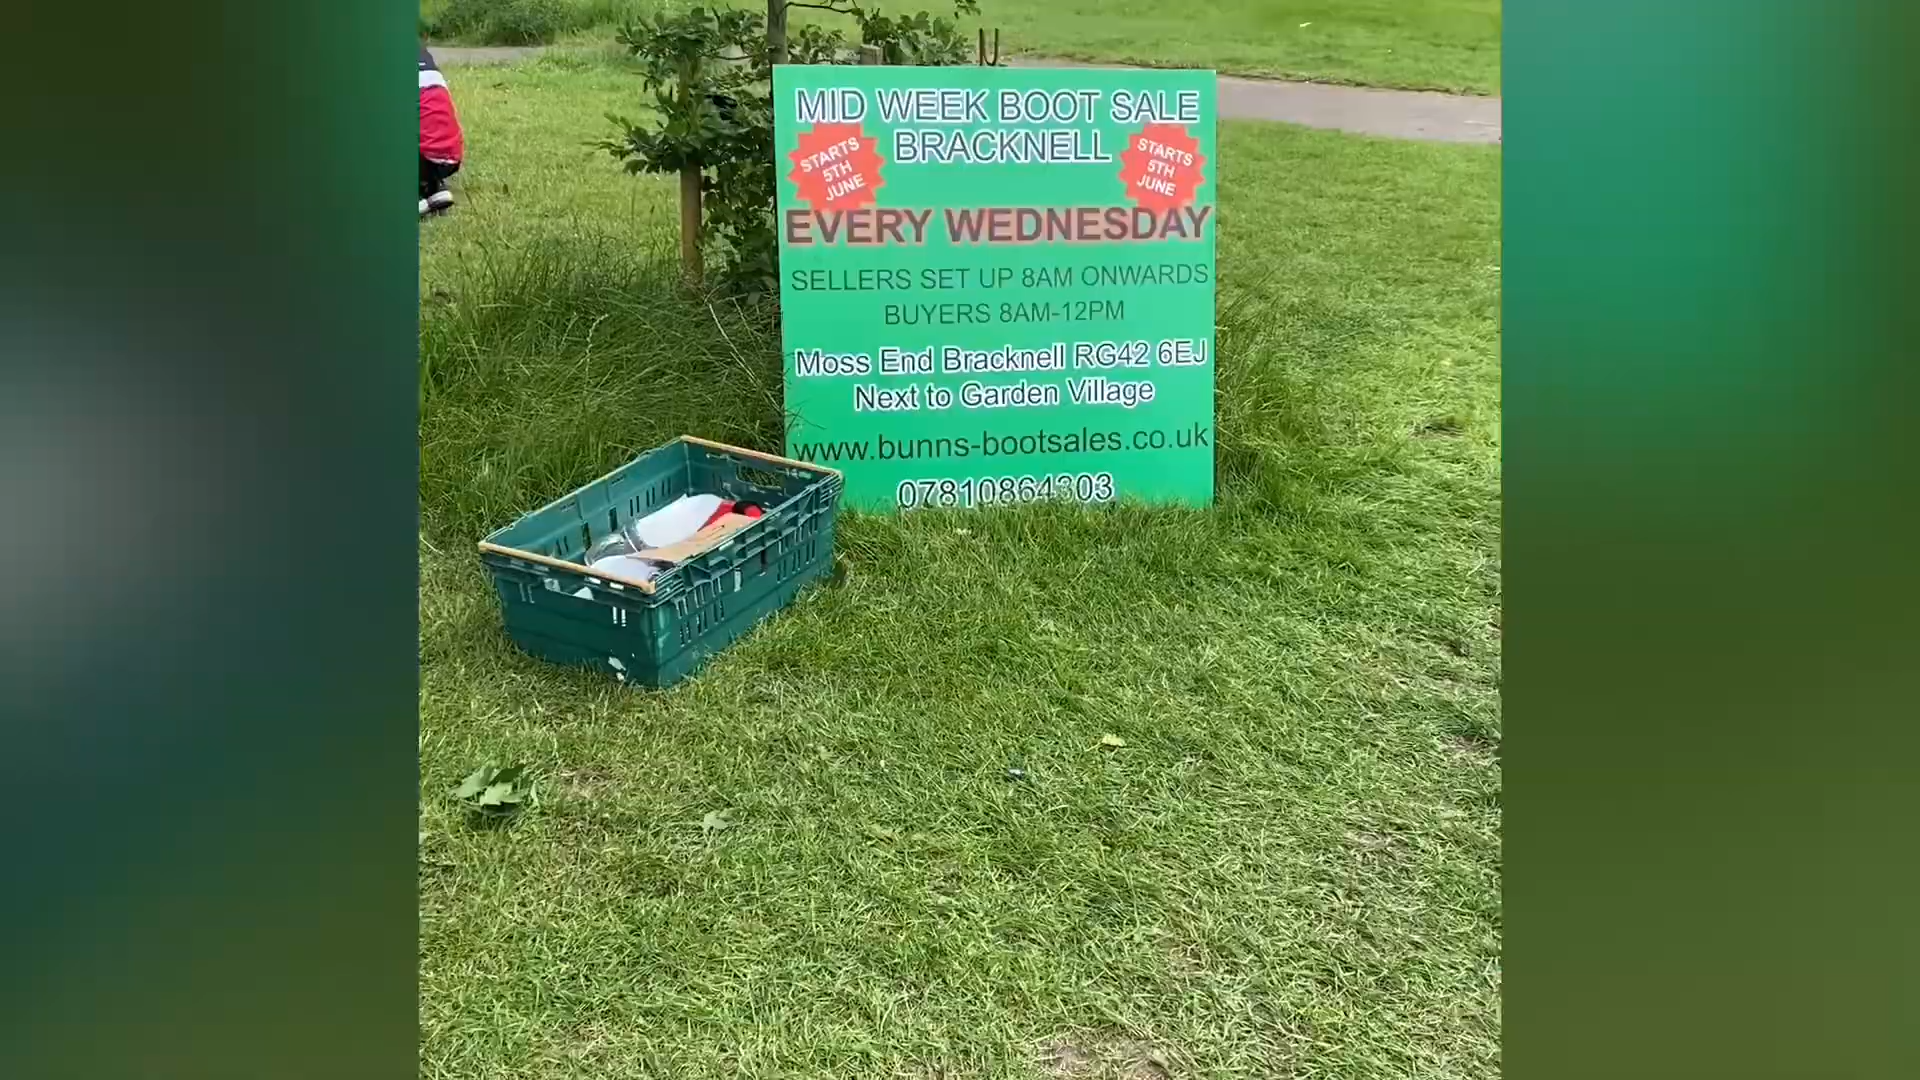 MID WEEK BOOT SALE
BRACKNELL
STARTS
5TH
JUNE
STARTS
5TH
JUNE
EVERY WEDNESDAY
SELLERS SET UP 8AM ONWARDS
BUYERS 8AM-12PM
Moss End Bracknell RG42 6EJ
Next to Garden Village
www.bunns-bootsales.co.uk
07810864303